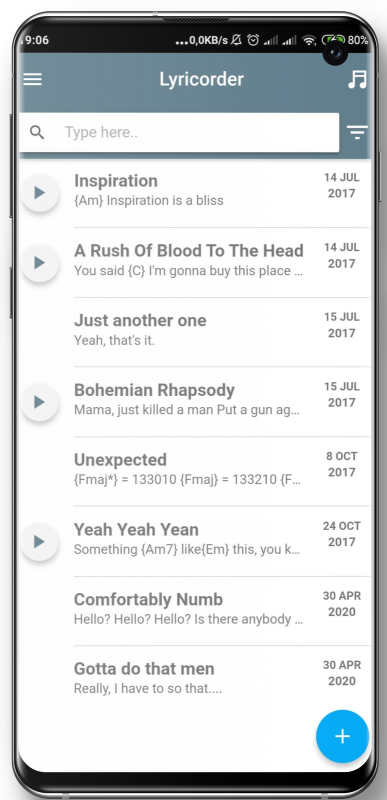 19:06 ...0,0KB/s 80%
Lyricorder
Type here..
Inspiration 14 JUL
{Am} Inspiration is a bliss 2017
A Rush Of Blood To The Head 14 JUL
You said {C} I'm gonna buy this place ... 2017
Just another one 15 JUL
Yeah, that's it. 2017
Bohemian Rhapsody 15 JUL
Mama, just killed a man Put a gun ag... 2017
Unexpected 8 OCT
{Fmaj*} = 133010 {Fmaj} = 133210 {F... 2017
Yeah Yeah Yean 24 OCT
Something {Am7} like{Em} this, you k... 2017
Comfortably Numb 30 APR
Hello? Hello? Hello? Is there anybody ... 2020
Gotta do that men 30 APR
Really, I have to so that.... 2020